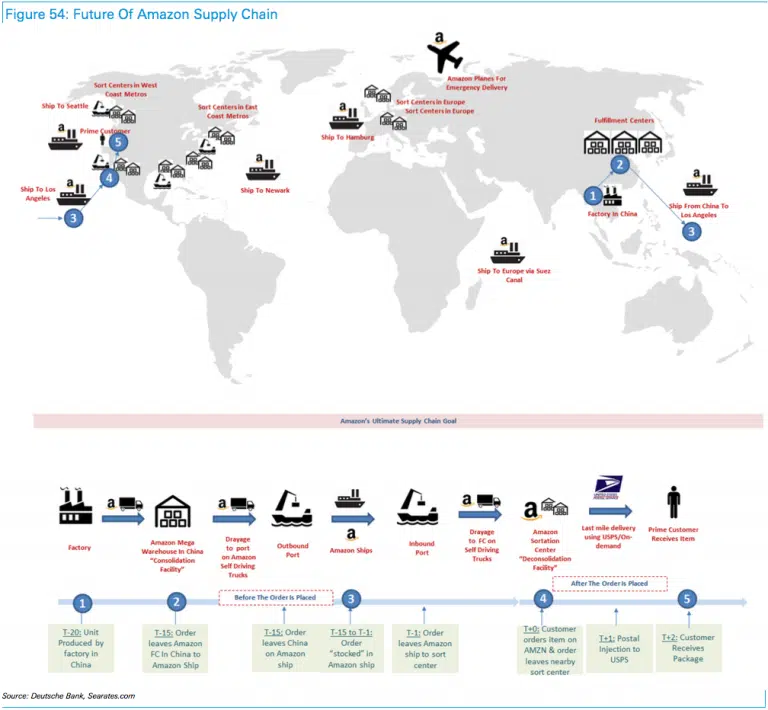 Figure 54: Future Of Amazon Supply Chain
a
Amazon Planes For
Emergency Delivery
Sort Centers in West
Coast Metros
Ship To Seattle
a
Prime Customer
5
Sort Centers in East
Coast Metros
Sort Centers in Europe
Sort Centers in Europe
a
Ship To Hamburg
Fulfillment Centers
2
1
Factory In China
4
Ship To Los
Angeles
a
3
a
Ship To Newark
a
Ship From China To
Los Angeles
3
a
Ship To Europe via Suez
Canal
Amazon's Ultimate Supply Chain Goal
a
a
a
a
a
UNITED STATES
POSTAL SERVICE
Factory
Amazon Mega
Warehouse In China
"Consolidation
Facility"
Drayage
to port
on Amazon
Self Driving
Trucks
Outbound
Port
Amazon Ships
Inbound
Port
Drayage
to FC on
Self Driving
Trucks
Amazon
Sortation
Center
"Deconsolidation
Facility"
Last mile delivery
using USPS/On-
demand
Prime Customer
Receives Item
Before The Order Is Placed
After The Order is Placed
1
2
3
4
5
T-20: Unit
Produced by
factory in
China
T-15: Order
leaves Amazon
FC In China to
Amazon Ship
T-15: Order
leaves China
on Amazon
ship
T-15 to T-1:
Order
"stocked" in
Amazon ship
T-1: Order
leaves Amazon
ship to sort
center
T+0: Customer
orders Item on
AMZN & order
leaves nearby
sort center
T+1: Postal
Injection to
USPS
T+2: Customer
Receives
Package
Source: Deutsche Bank, Searates.com